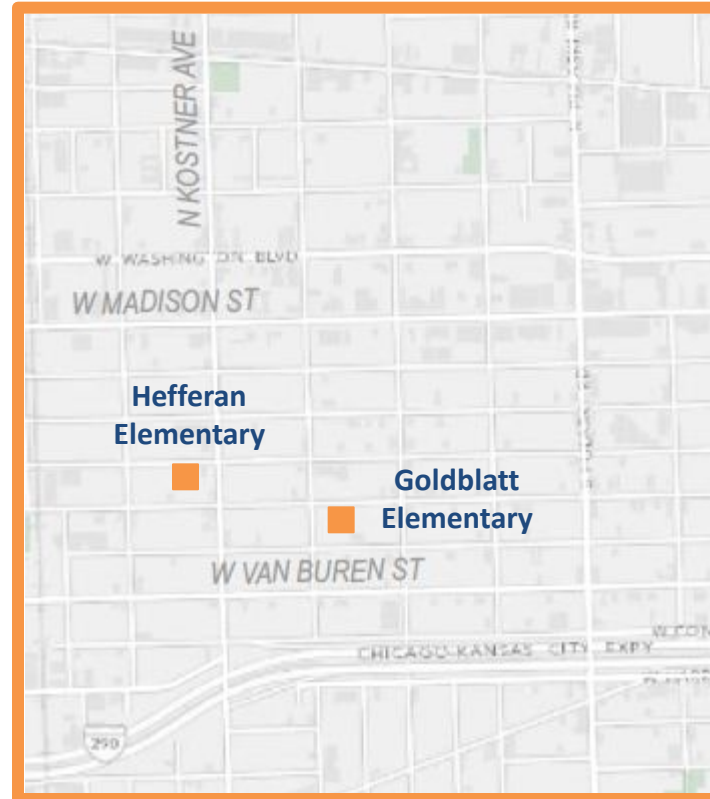 N KOSTNER AVE
W WASHINGTON BLVD
W MADISON ST
Hefferan
Elementary
Goldblatt
Elementary
W VAN BUREN ST
CHICAGO-KANSAS CITY EXPY
290